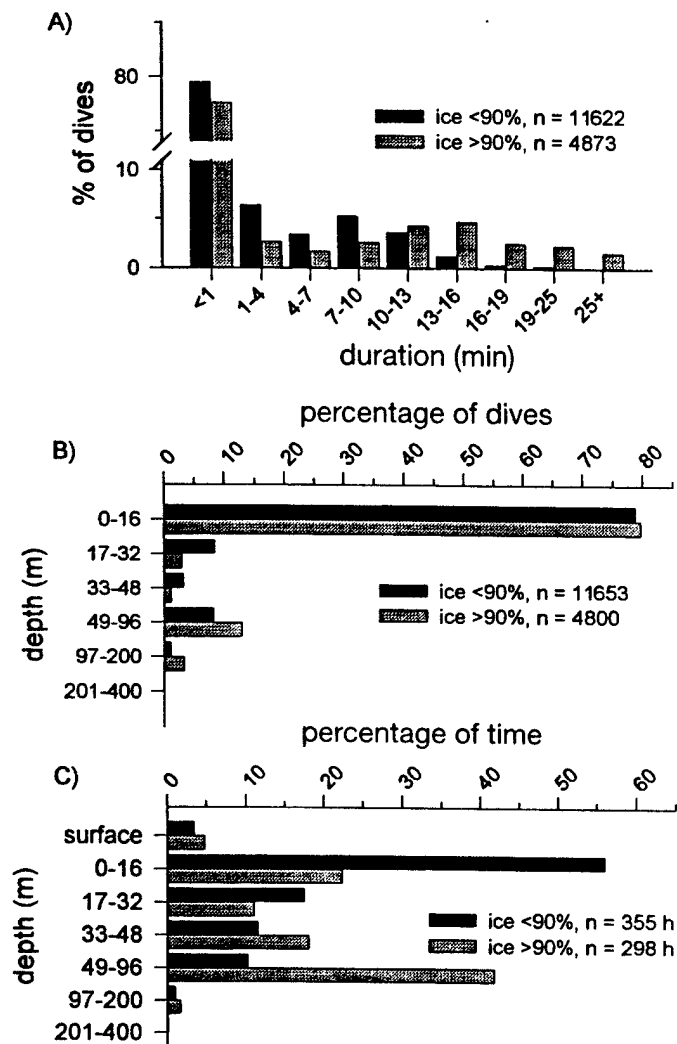 A)
% of dives
80
10
0
ice <90%, n = 11622
ice >90%, n = 4873
<1
1-4
4-7
7-10
10-13
13-16
16-19
19-25
25+
duration (min)
percentage of dives
B)
0
10
20
30
40
50
60
70
80
depth (m)
0-16
17-32
33-48
49-96
97-200
201-400
ice <90%, n = 11653
ice >90%, n = 4800
percentage of time
C)
0
10
20
30
40
50
60
depth (m)
surface
0-16
17-32
33-48
49-96
97-200
201-400
ice <90%, n = 355 h
ice >90%, n = 298 h